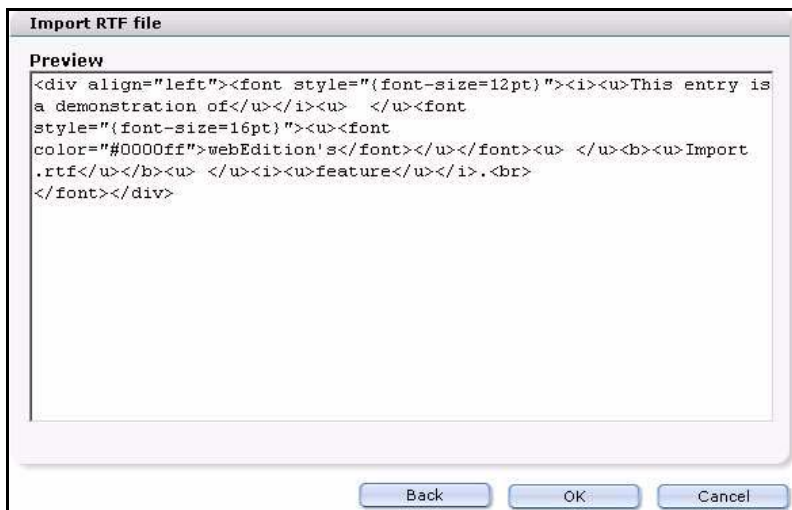 Import RTF file
Preview
<div align="left"><font style="{font-size=12pt}"><i><u>This entry is
a demonstration of</u></i><u>  </u><font
style="{font-size=16pt}"><u><font
color="#0000ff">webEdition's</font></u></font><u> </u><b><u>Import
.rtf</u></b><u> </u><i><u>feature</u></i>.<br>
</font></div>
Back OK Cancel